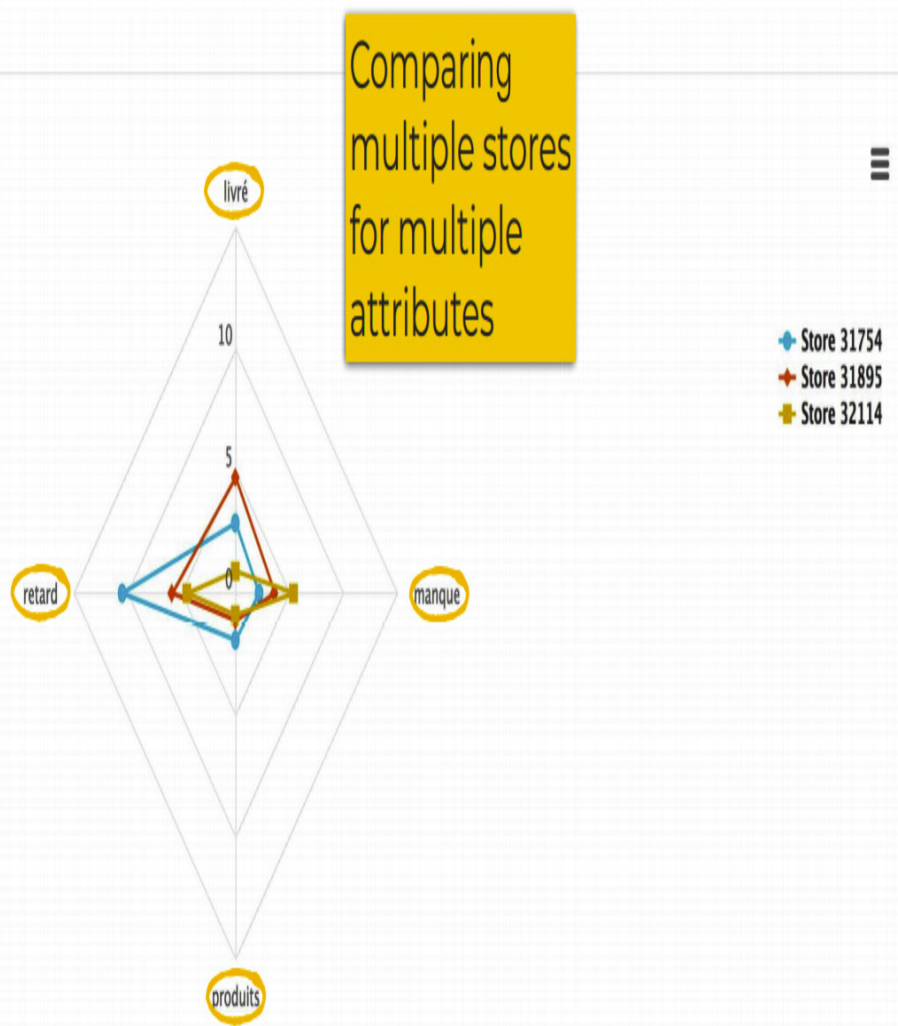 Comparing
multiple stores
for multiple
attributes
livré
10
5
0
retard
manque
produits
Store 31754
Store 31895
Store 32114